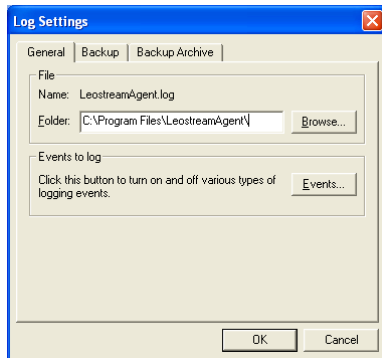 Log Settings
General Backup Backup Archive
File
Name: LeostreamAgent.log
Folder: C:\Program Files\LeostreamAgent\ Browse...
Events to log
Click this button to turn on and off various types of Events...
logging events.
OK Cancel